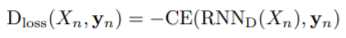 D_loss(X_n, y_n) = −CE(RNN_D(X_n), y_n)